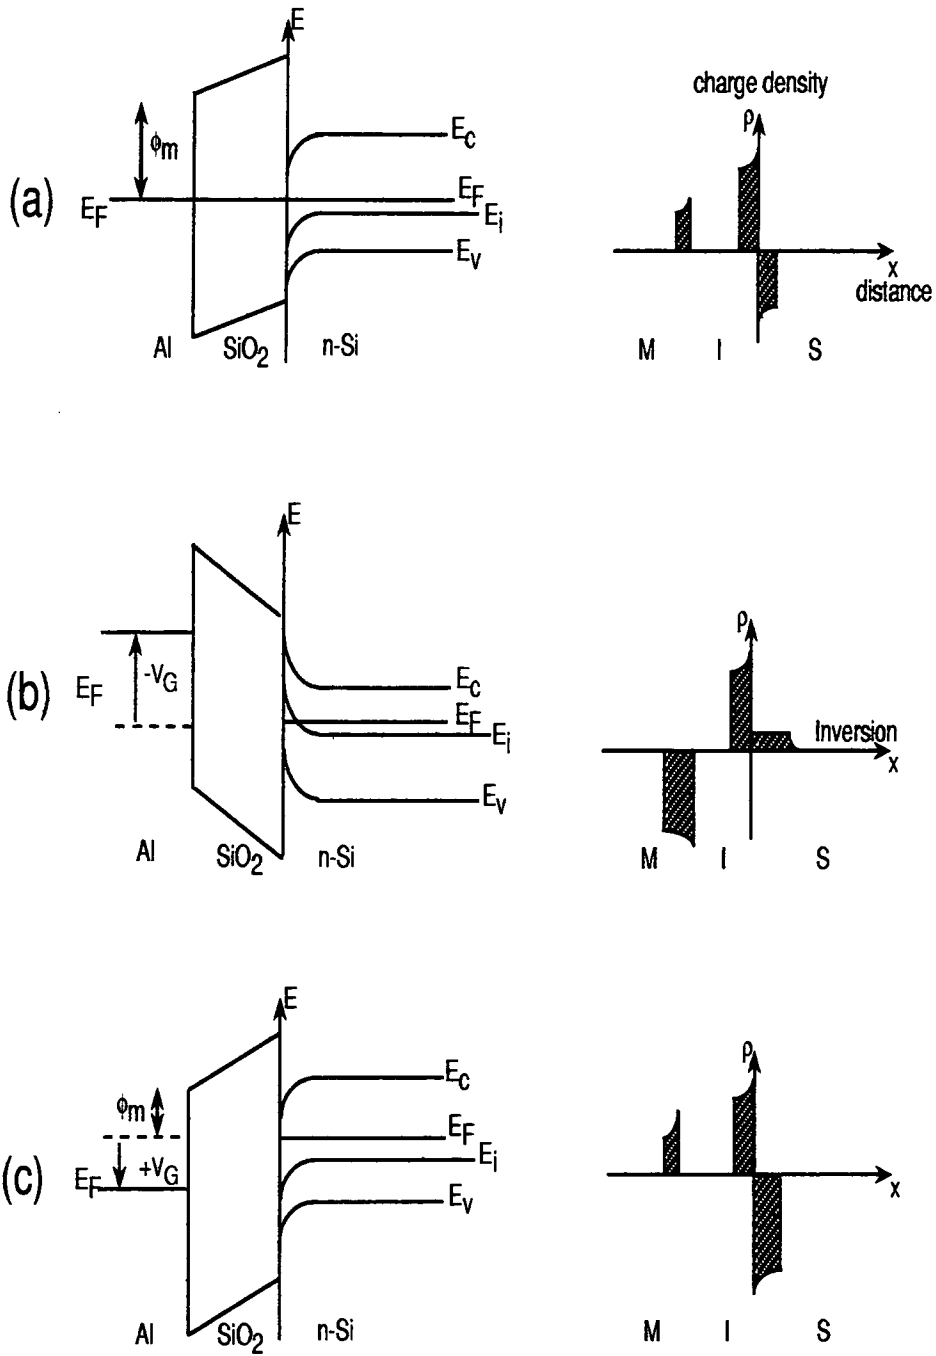 (a)
E
ϕm
EF
Ec
EF
Ei
Ev
Al
SiO2
n-Si
charge density
ρ
x
distance
M I S
(b)
E
-VG
EF
Ec
EF
Ei
Ev
Al
SiO2
n-Si
ρ
Inversion
x
M I S
(c)
E
ϕm
+VG
EF
Ec
EF
Ei
Ev
Al
SiO2
n-Si
ρ
x
M I S